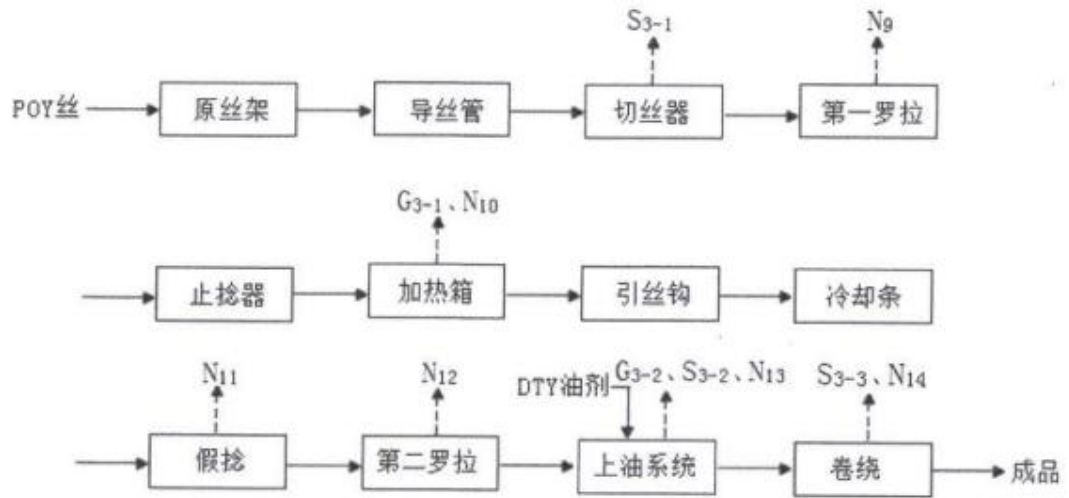 S3-1 N9
POY丝 原丝架 导丝管 切丝器 第一罗拉
G3-1、N10
止捻器 加热箱 引丝钩 冷却条
N11 N12 DTY油剂 G3-2、S3-2、N13 S3-3、N14
假捻 第二罗拉 上油系统 卷绕 成品